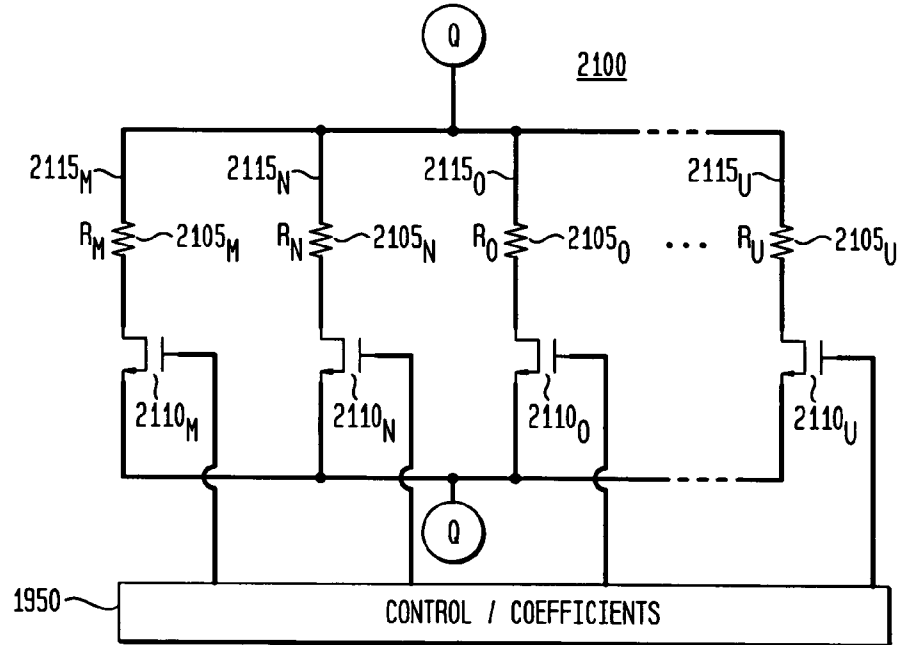 Q
2100
2115M 2115N 2115O 2115U
RM 2105M RN 2105N RO 2105O ... RU 2105U
2110M 2110N 2110O 2110U
Q
1950 CONTROL / COEFFICIENTS